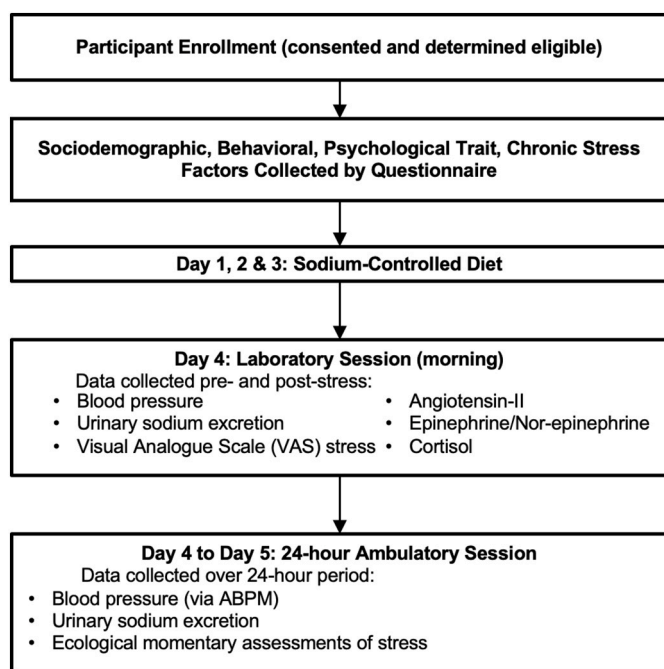 Participant Enrollment (consented and determined eligible)
Sociodemographic, Behavioral, Psychological Trait, Chronic Stress
Factors Collected by Questionnaire
Day 1, 2 & 3: Sodium-Controlled Diet
Day 4: Laboratory Session (morning)
Data collected pre- and post-stress:
• Blood pressure
• Urinary sodium excretion
• Visual Analogue Scale (VAS) stress
• Angiotensin-II
• Epinephrine/Nor-epinephrine
• Cortisol
Day 4 to Day 5: 24-hour Ambulatory Session
Data collected over 24-hour period:
• Blood pressure (via ABPM)
• Urinary sodium excretion
• Ecological momentary assessments of stress